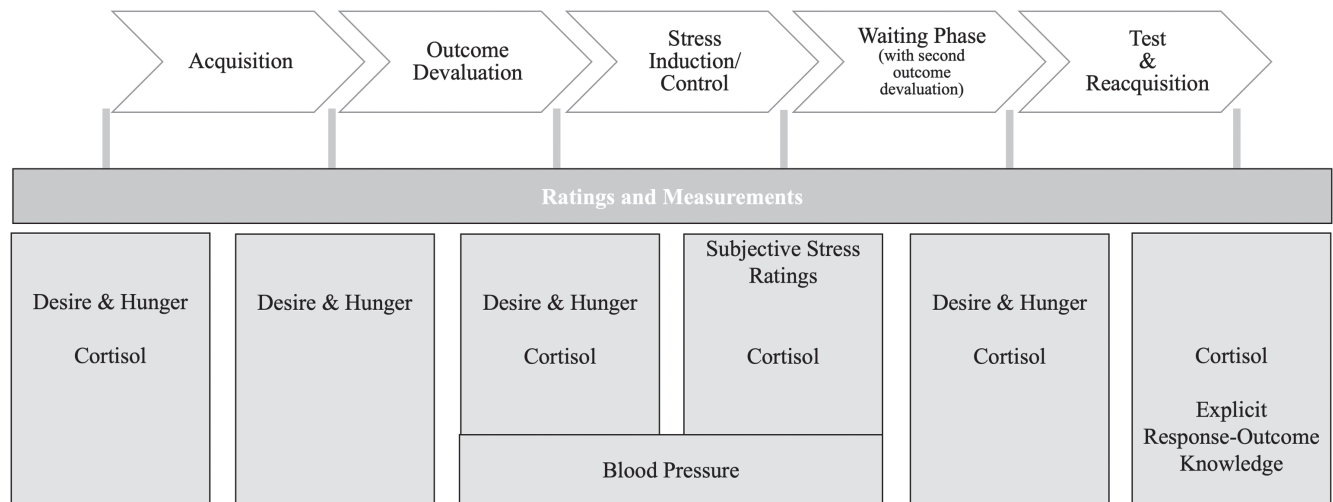 Acquisition
Outcome
Devaluation
Stress
Induction/
Control
Waiting Phase
(with second
outcome
devaluation)
Test
&
Reacquisition
Ratings and Measurements
Desire & Hunger
Cortisol
Desire & Hunger
Desire & Hunger
Cortisol
Subjective Stress
Ratings
Cortisol
Blood Pressure
Desire & Hunger
Cortisol
Cortisol
Explicit
Response-Outcome
Knowledge